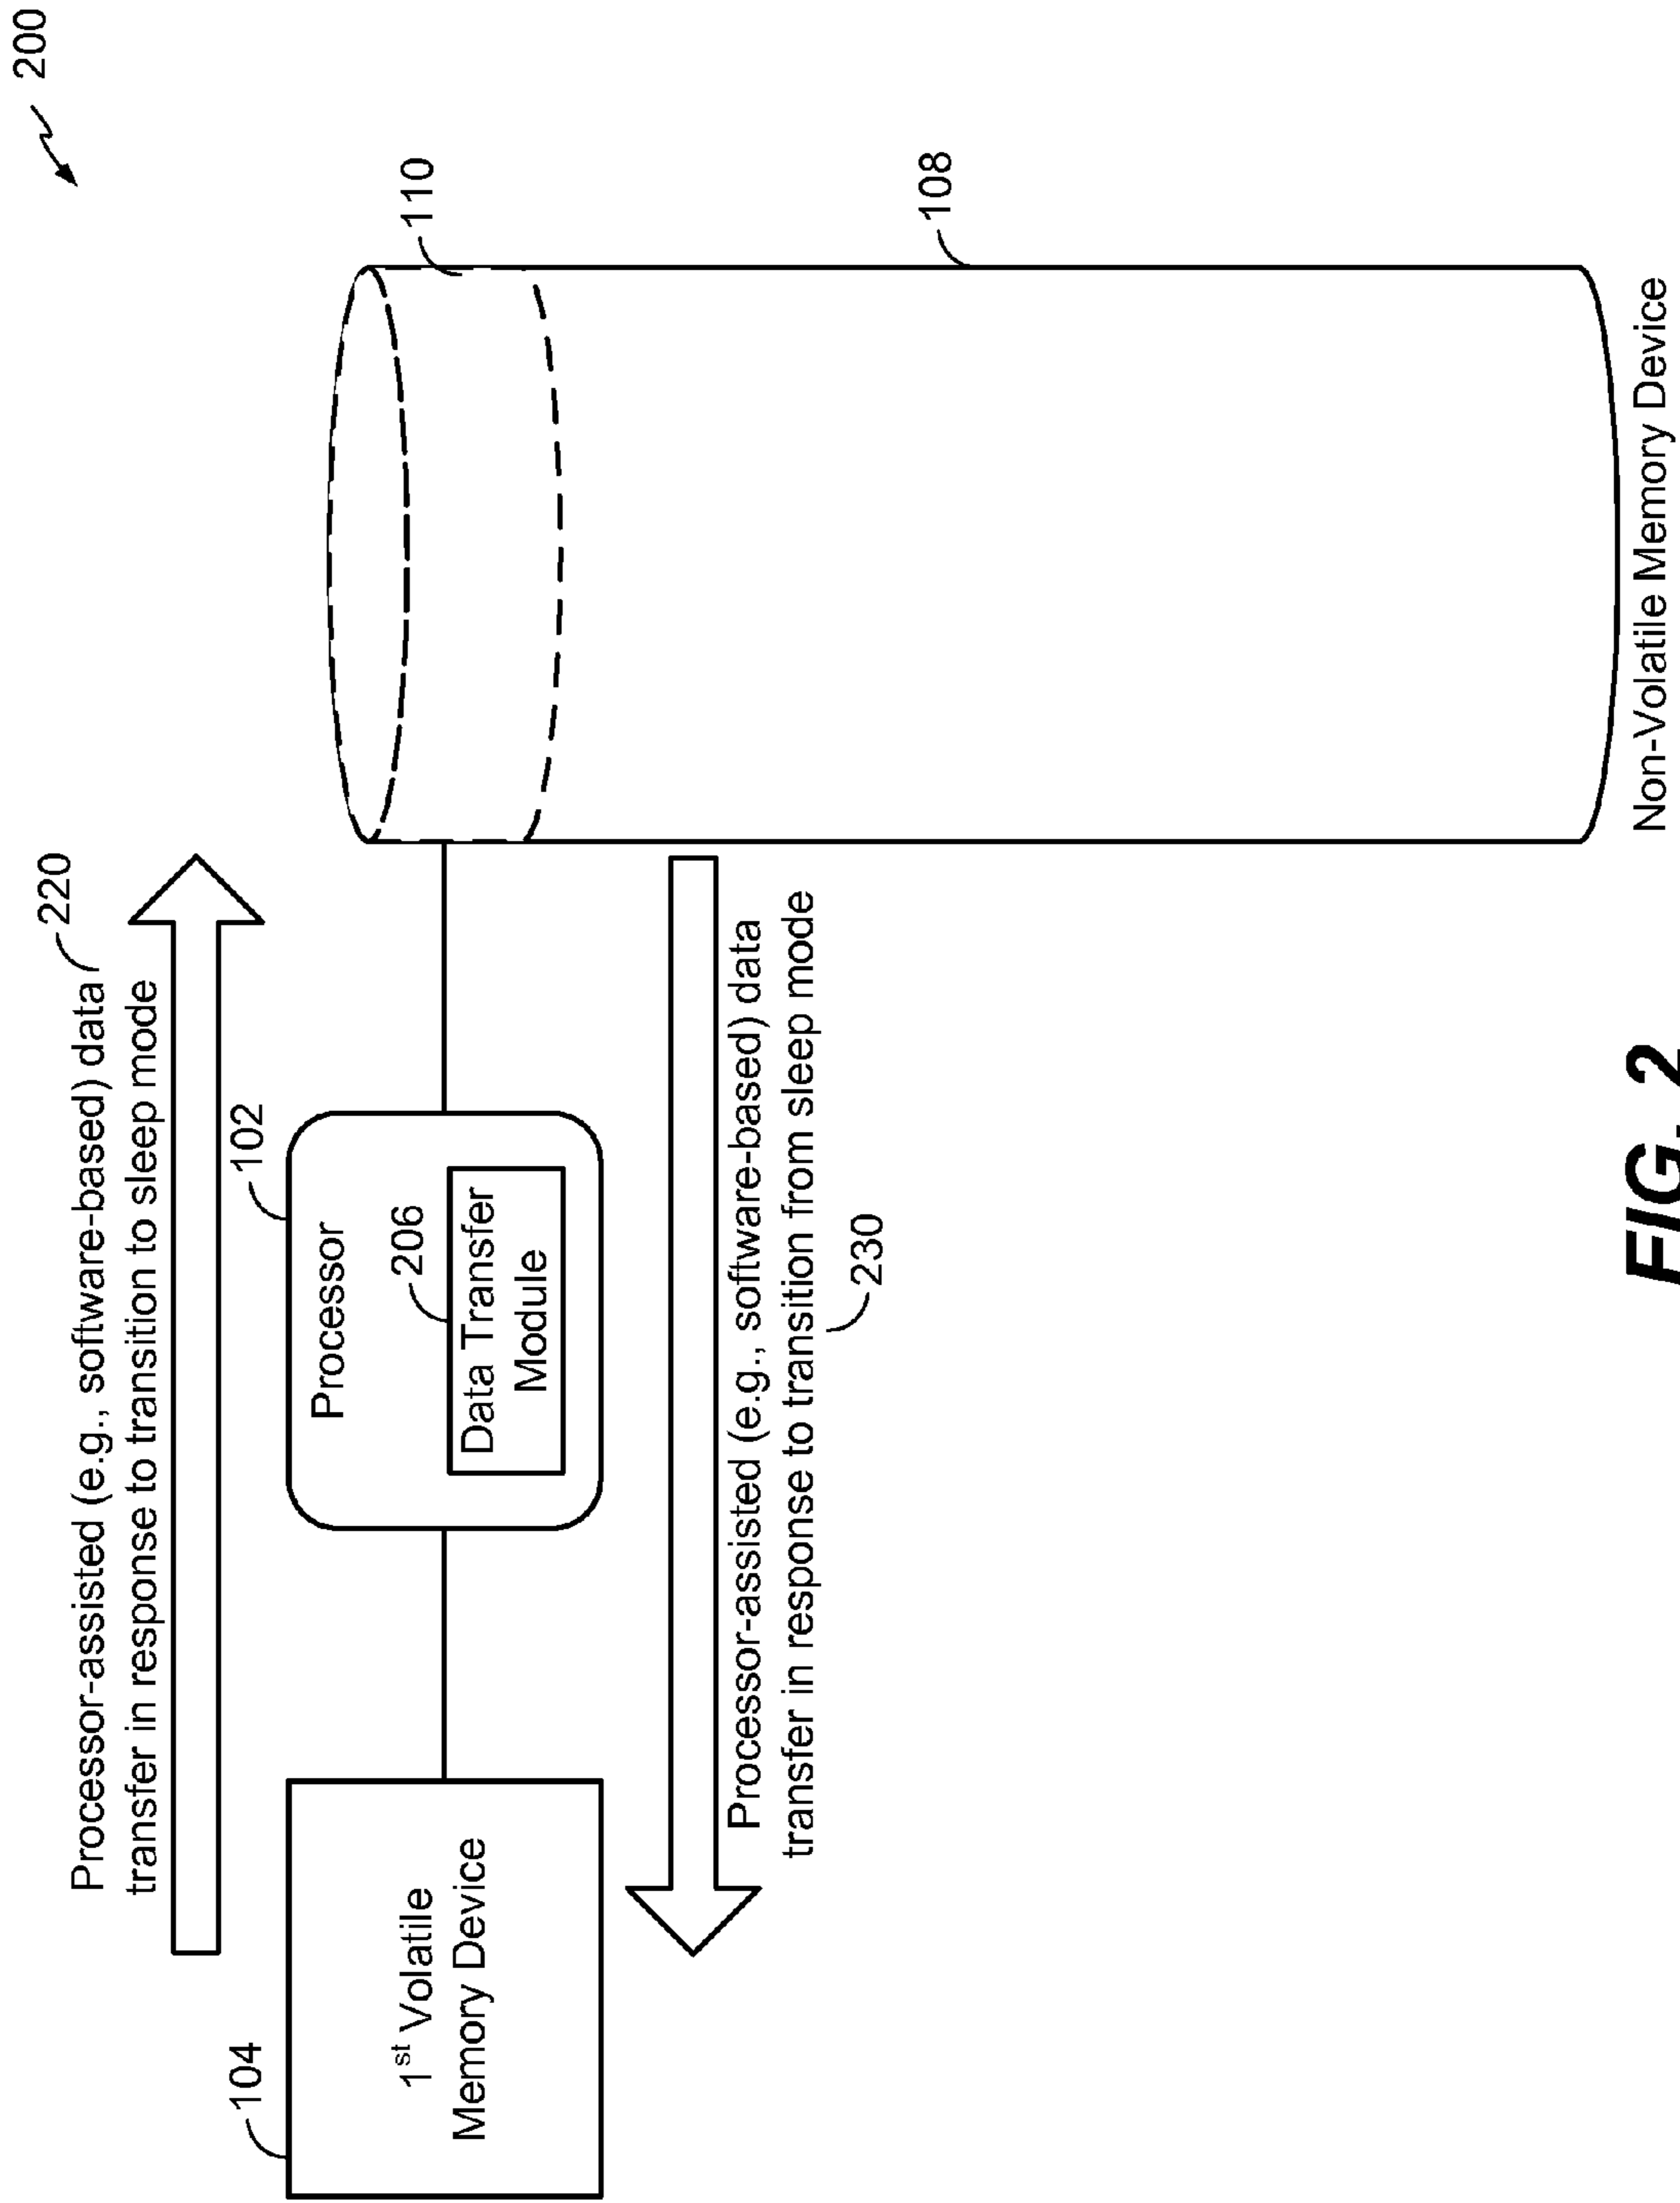 200
Processor-assisted (e.g., software-based) data
transfer in response to transition to sleep mode
220
104
1st Volatile
Memory Device
102
Processor
206
Data Transfer
Module
110
108
Processor-assisted (e.g., software-based) data
transfer in response to transition from sleep mode
230
Non-Volatile Memory Device
FIG. 2